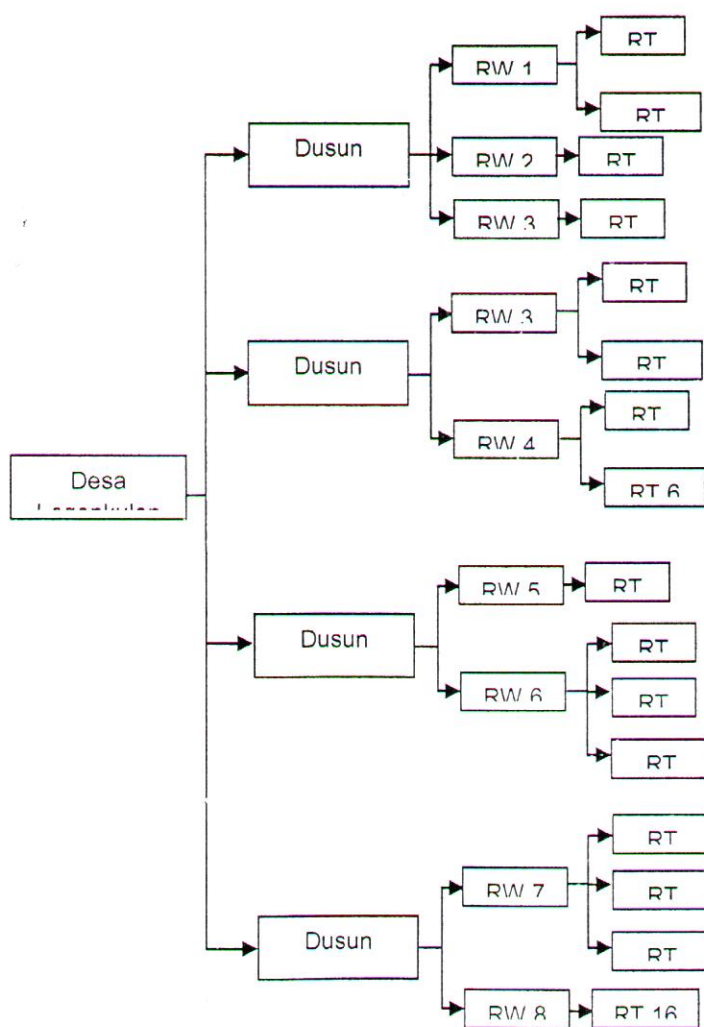 RT
RW 1
RT
Dusun
RW 2
RT
RW 3
RT
RT
RW 3
Dusun
RT
RT
RW 4
Desa
RT 6
RW 5
RT
Dusun
RT
RW 6
RT
RT
RT
RW 7
RT
Dusun
RT
RW 8
RT 16